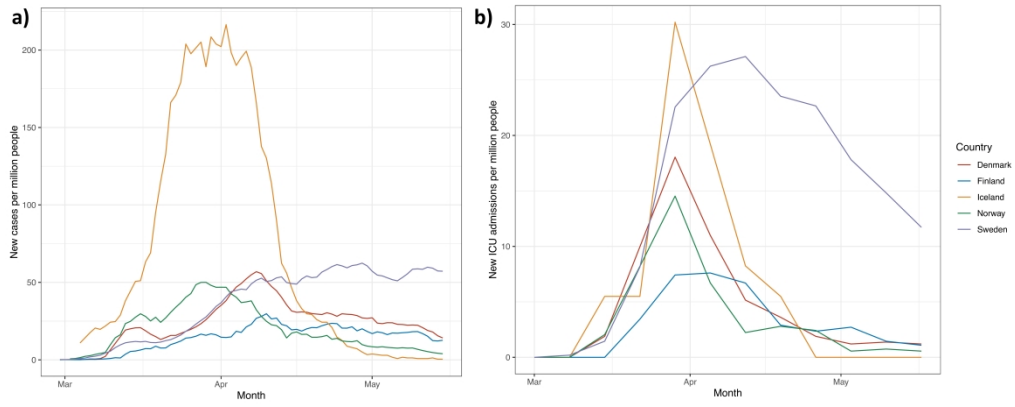 a)
New cases per million people
200
150
100
50
0
Mar
Apr
May
Month
b)
New ICU admissions per million people
30
20
10
0
Mar
Apr
May
Month
Country
Denmark
Finland
Iceland
Norway
Sweden